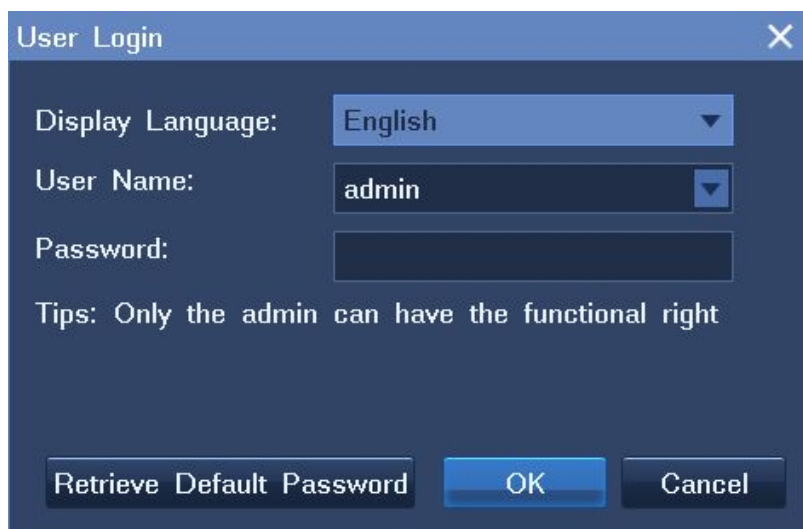 User Login
Display Language: English
User Name: admin
Password:
Tips: Only the admin can have the functional right
Retrieve Default Password OK Cancel